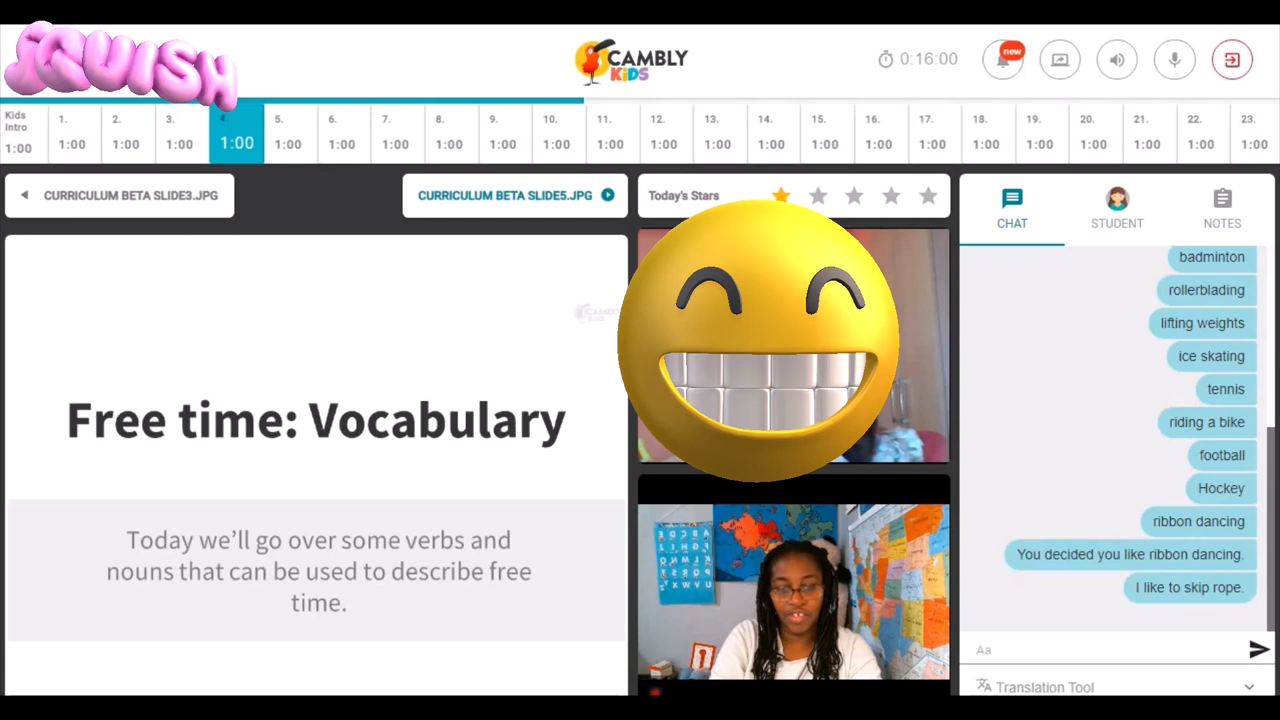 SQUISH
CAMBLY
KIDS
0:16:00
new
Kids
Intro
1:00
1.
1:00
2.
1:00
3.
1:00
4.
1:00
5.
1:00
6.
1:00
7.
1:00
8.
1:00
9.
1:00
10.
1:00
11.
1:00
12.
1:00
13.
1:00
14.
1:00
15.
1:00
16.
1:00
17.
1:00
18.
1:00
19.
1:00
20.
1:00
21.
1:00
22.
1:00
23.
1:00
CURRICULUM BETA SLIDE3.JPG
CURRICULUM BETA SLIDE5.JPG
CAMBLY
KIDS
Free time: Vocabulary
Today we'll go over some verbs and
nouns that can be used to describe free
time.
Today's Stars
CHAT
STUDENT
NOTES
badminton
rollerblading
lifting weights
ice skating
tennis
riding a bike
football
Hockey
ribbon dancing
You decided you like ribbon dancing.
I like to skip rope.
Aa
Translation Tool